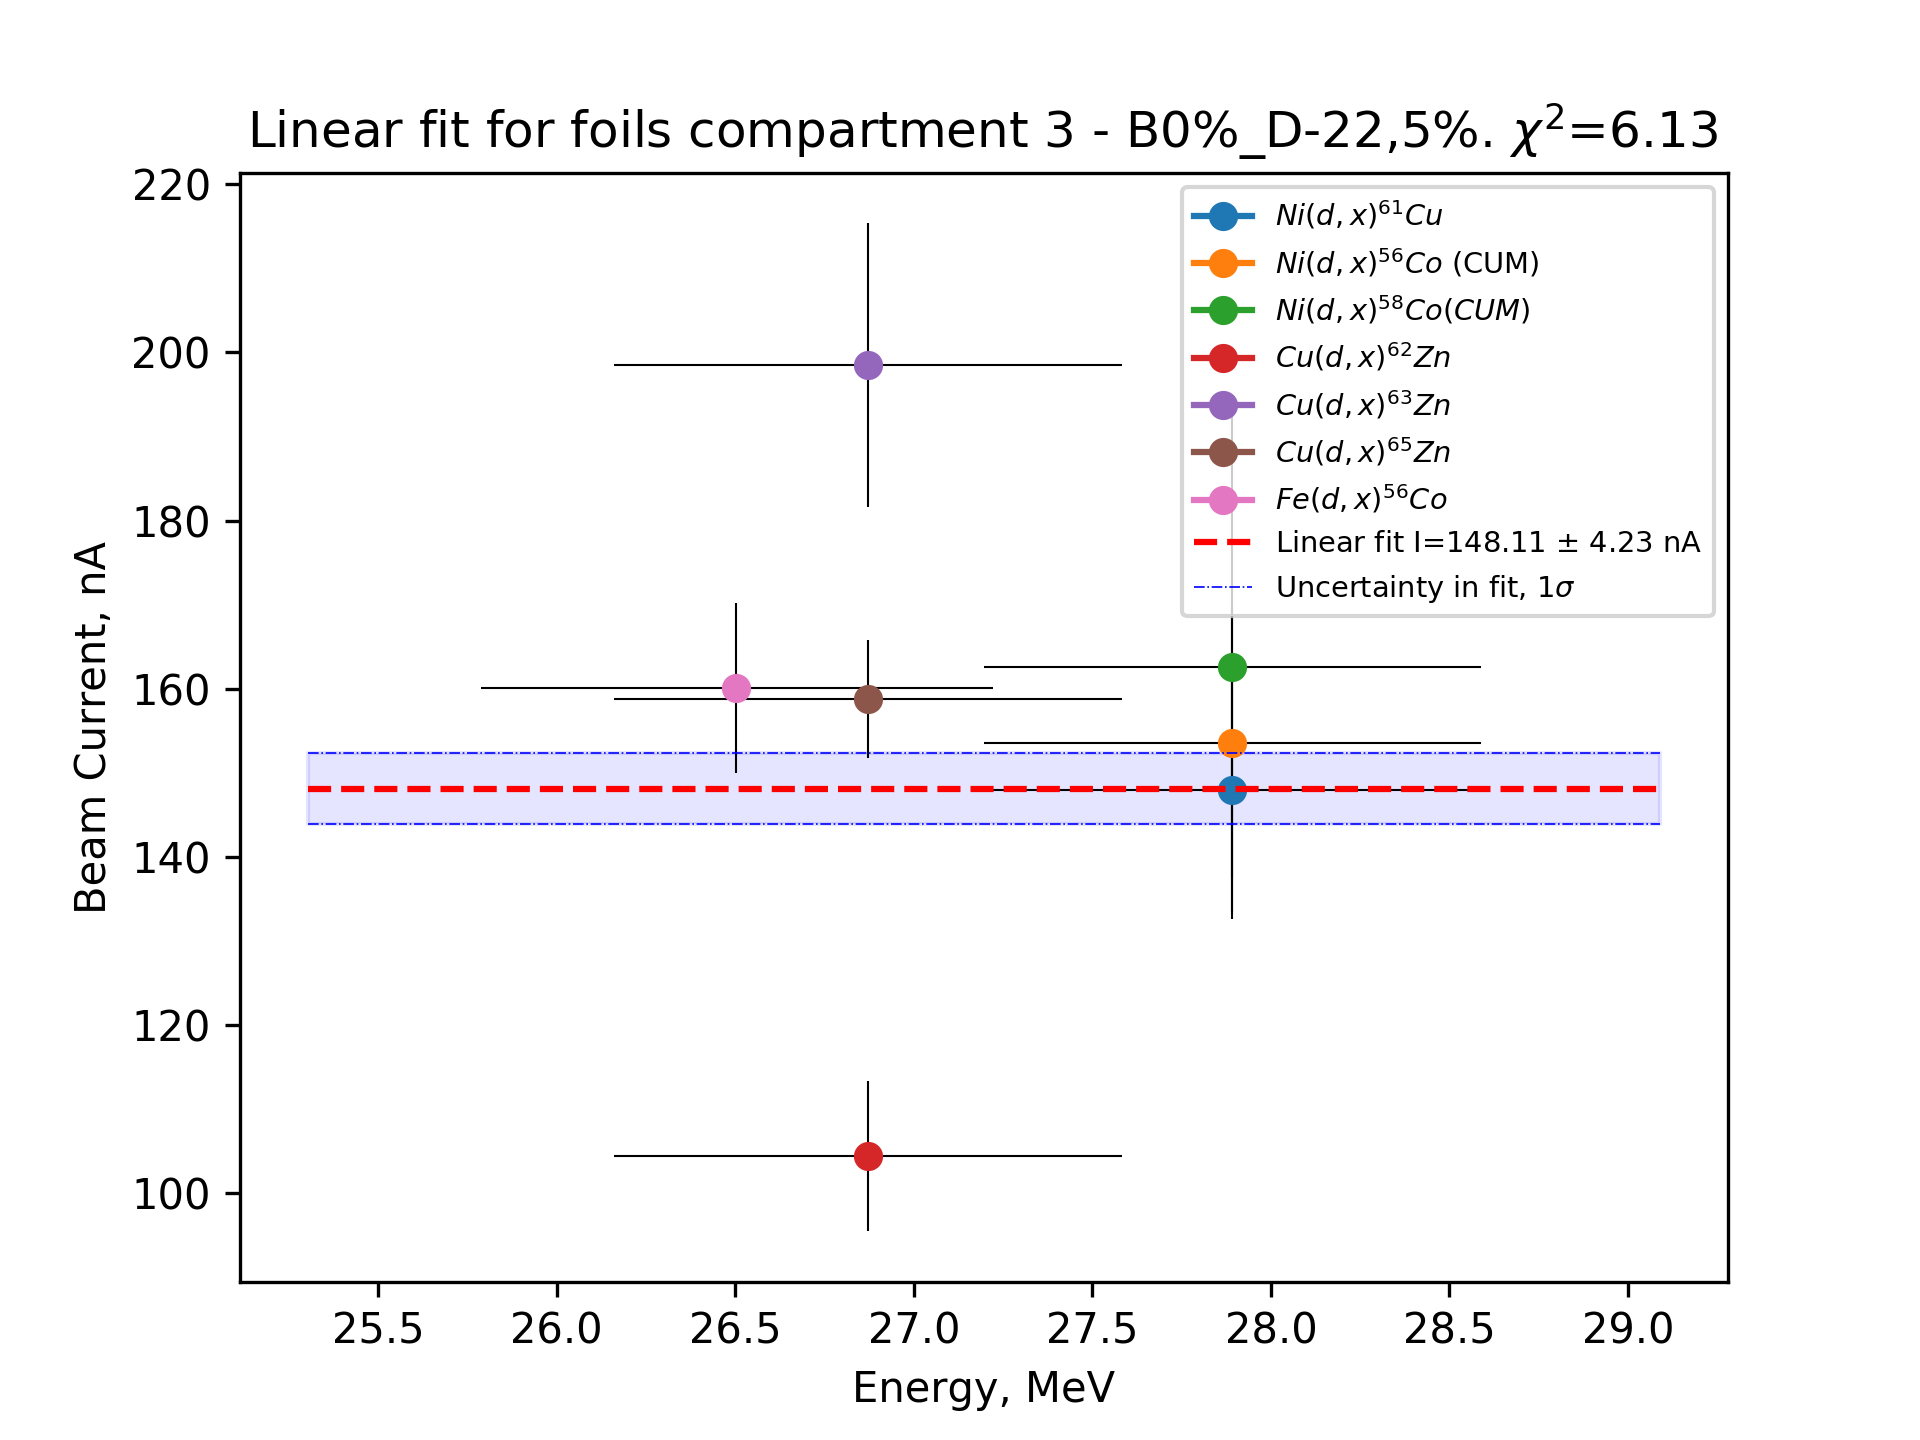 Linear fit for foils compartment 3 - B0%_D-22,5%. χ²=6.13
220
200
180
160
140
120
100
Beam Current, nA
Ni(d, x)⁶¹Cu
Ni(d, x)⁵⁶Co (CUM)
Ni(d, x)⁵⁸Co(CUM)
Cu(d, x)⁶²Zn
Cu(d, x)⁶³Zn
Cu(d, x)⁶⁵Zn
Fe(d, x)⁵⁶Co
Linear fit I=148.11 ± 4.23 nA
Uncertainty in fit, 1σ
25.5 26.0 26.5 27.0 27.5 28.0 28.5 29.0
Energy, MeV